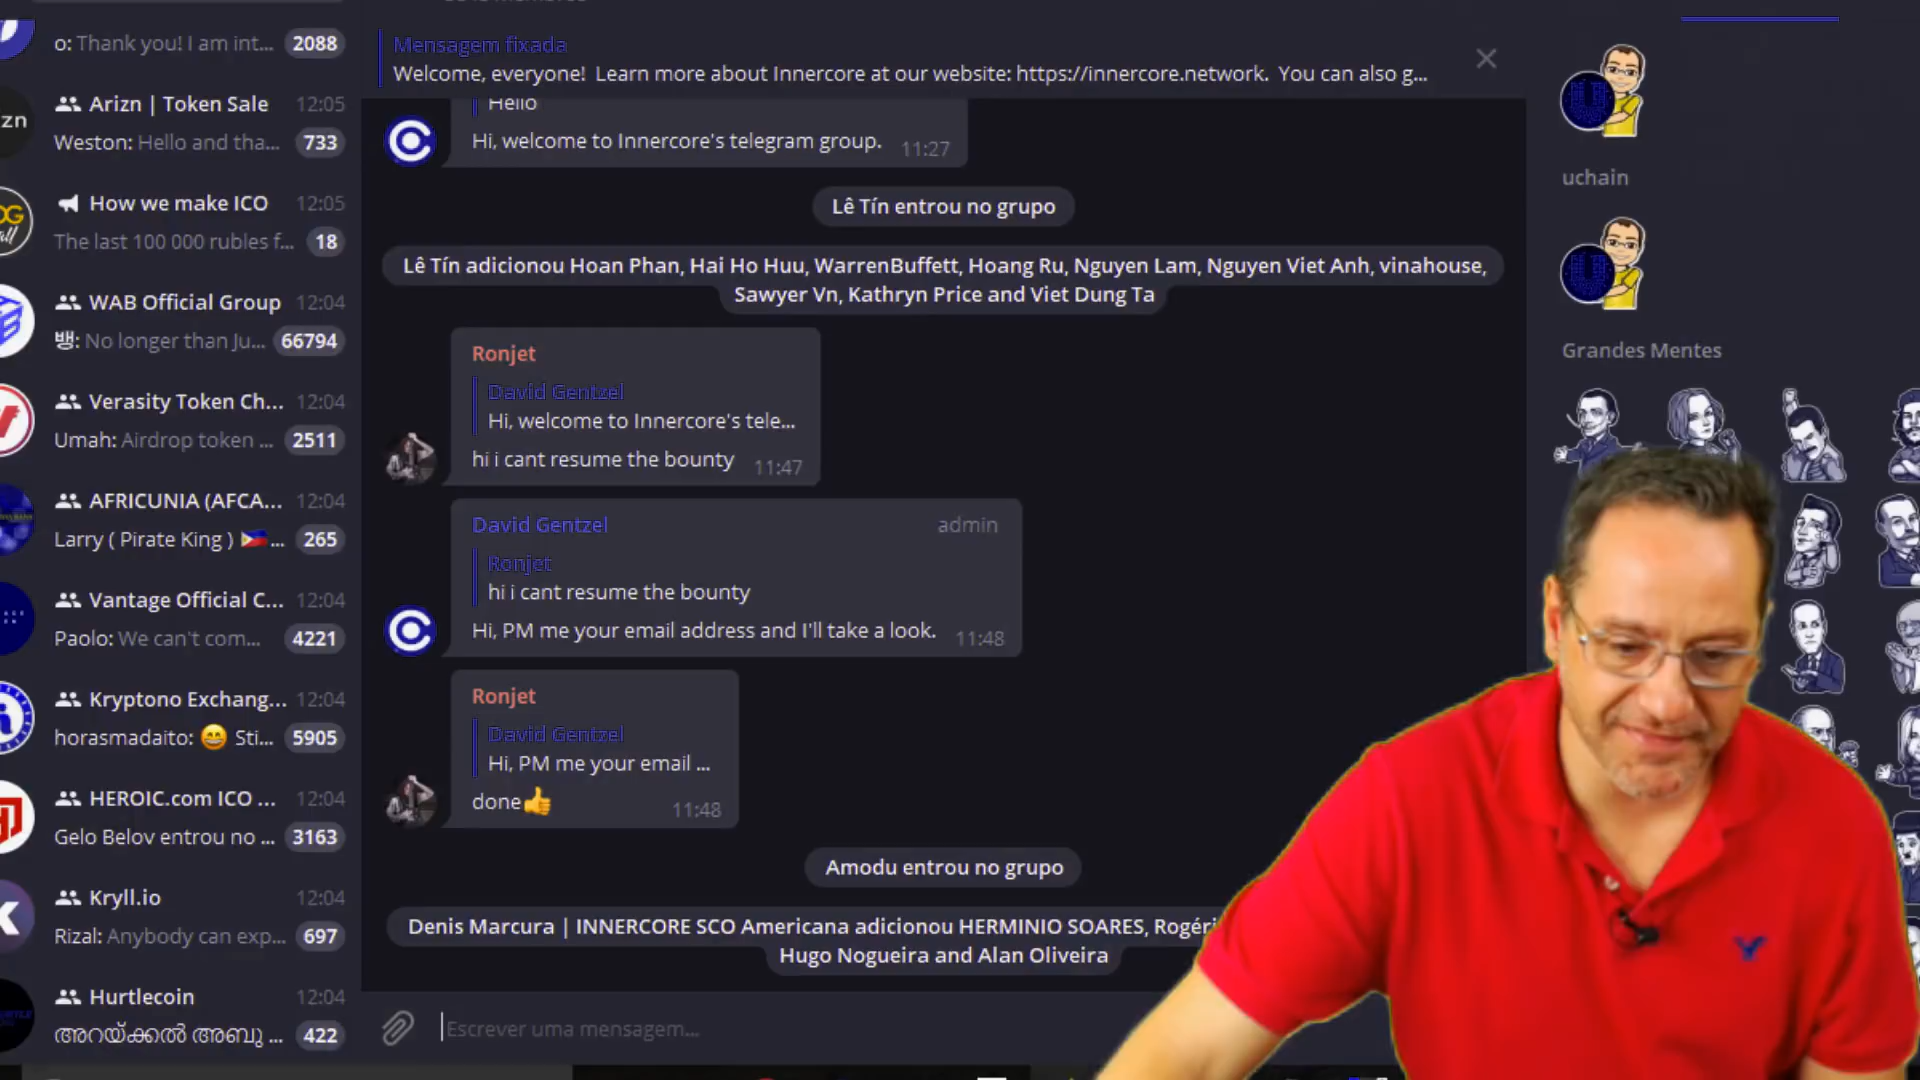 o: Thank you! I am int... 2088
Arizn | Token Sale 12:05
Weston: Hello and tha... 733
How we make ICO 12:05
The last 100 000 rubles f... 18
WAB Official Group 12:04
뱅: No longer than Ju... 66794
Verasity Token Ch... 12:04
Umah: Airdrop token ... 2511
AFRICUNIA (AFCA... 12:04
Larry ( Pirate King ) 🇵🇭... 265
Vantage Official C... 12:04
Paolo: We can't com... 4221
Kryptono Exchang... 12:04
horasmadaito: 😄 Sti... 5905
HEROIC.com ICO ... 12:04
Gelo Belov entrou no ... 3163
Kryll.io 12:04
Rizal: Anybody can exp... 697
Hurtlecoin 12:04
അറയ്ക്കൽ അബു ... 422
Mensagem fixada
Welcome, everyone! Learn more about Innercore at our website: https://innercore.network. You can also g...
Hello
Hi, welcome to Innercore's telegram group. 11:27
Lê Tín entrou no grupo
Lê Tín adicionou Hoan Phan, Hai Ho Huu, WarrenBuffett, Hoang Ru, Nguyen Lam, Nguyen Viet Anh, vinahouse,
Sawyer Vn, Kathryn Price and Viet Dung Ta
Ronjet
David Gentzel
Hi, welcome to Innercore's tele...
hi i cant resume the bounty 11:47
David Gentzel admin
Ronjet
hi i cant resume the bounty
Hi, PM me your email address and I'll take a look. 11:48
Ronjet
David Gentzel
Hi, PM me your email ...
done👍 11:48
Amodu entrou no grupo
Denis Marcura | INNERCORE SCO Americana adicionou HERMINIO SOARES, Rogéri
Hugo Nogueira and Alan Oliveira
Escrever uma mensagem...
uchain
Grandes Mentes